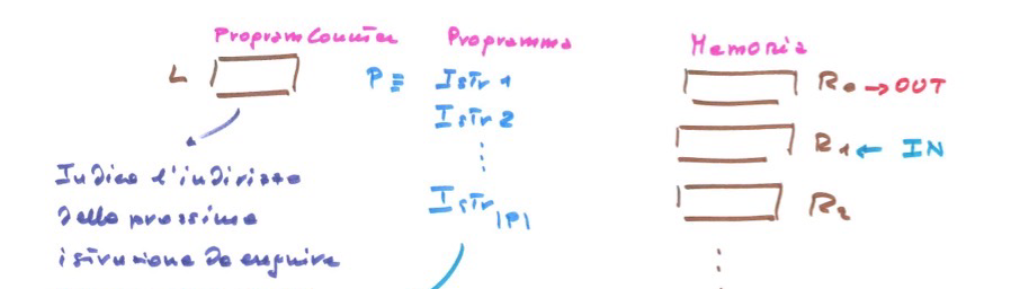 Program Counter Programma Memoria
L P ≡ Istr 1 R0 → OUT
Istr 2
R1 ← IN
⋮
Indica l'indirizzo
della prossima Istr|P| R2
istruzione da eseguire
⋮